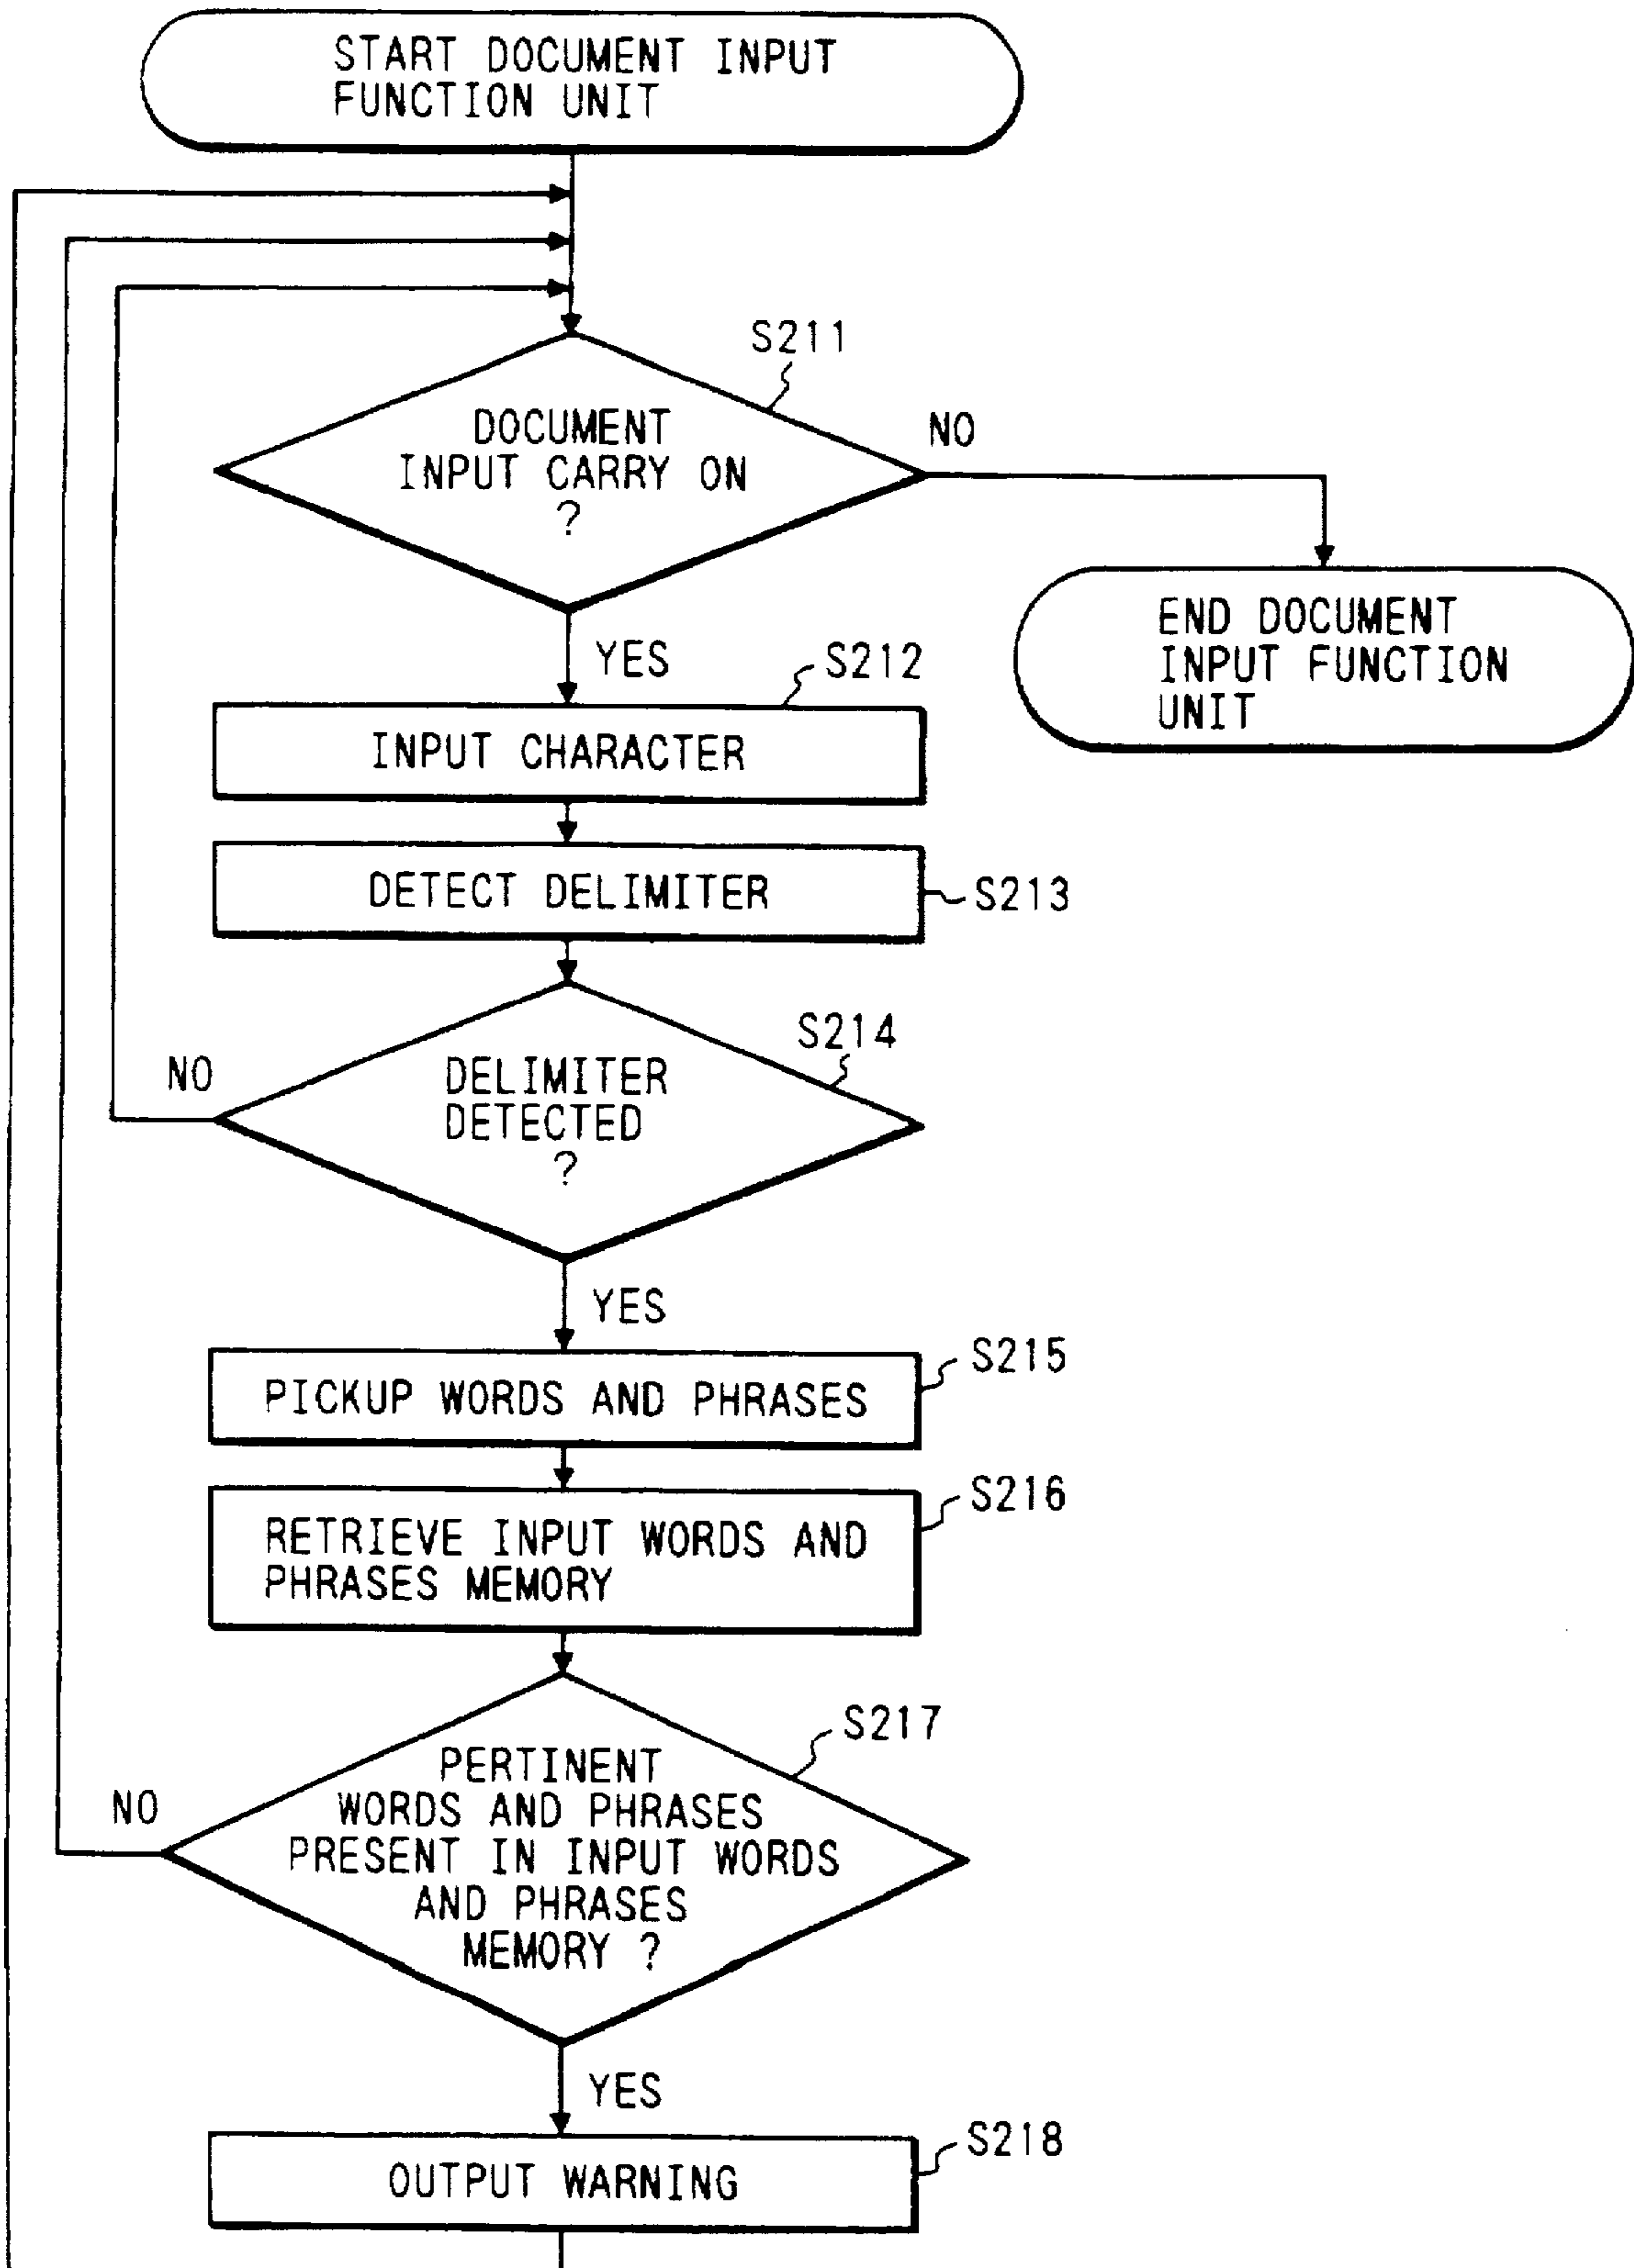 START DOCUMENT INPUT
FUNCTION UNIT
S211
DOCUMENT
INPUT CARRY ON
?
NO
END DOCUMENT
INPUT FUNCTION
UNIT
YES
S212
INPUT CHARACTER
DETECT DELIMITER
S213
S214
NO
DELIMITER
DETECTED
?
YES
S215
PICKUP WORDS AND PHRASES
S216
RETRIEVE INPUT WORDS AND
PHRASES MEMORY
S217
NO
PERTINENT
WORDS AND PHRASES
PRESENT IN INPUT WORDS
AND PHRASES
MEMORY ?
YES
S218
OUTPUT WARNING